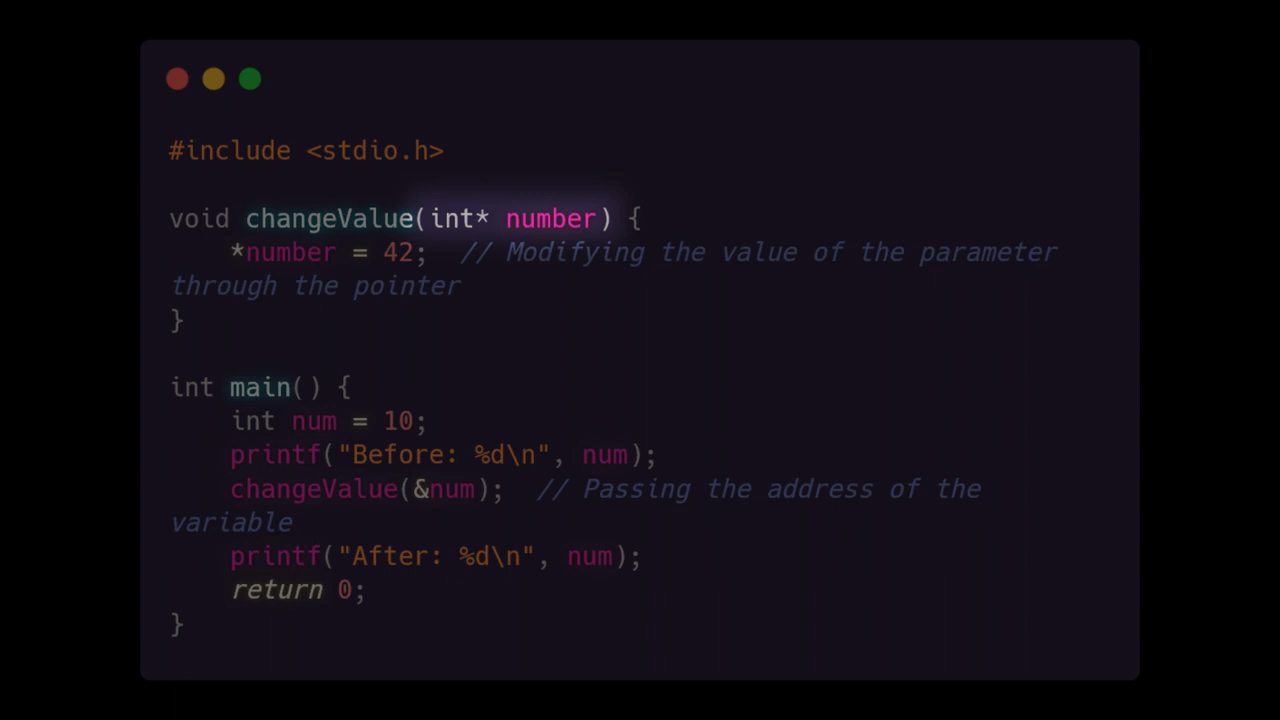 #include <stdio.h>
void changeValue(int* number) {
    *number = 42;  // Modifying the value of the parameter
through the pointer
}
int main() {
    int num = 10;
    printf("Before: %d\n", num);
    changeValue(&num);  // Passing the address of the
variable
    printf("After: %d\n", num);
    return 0;
}